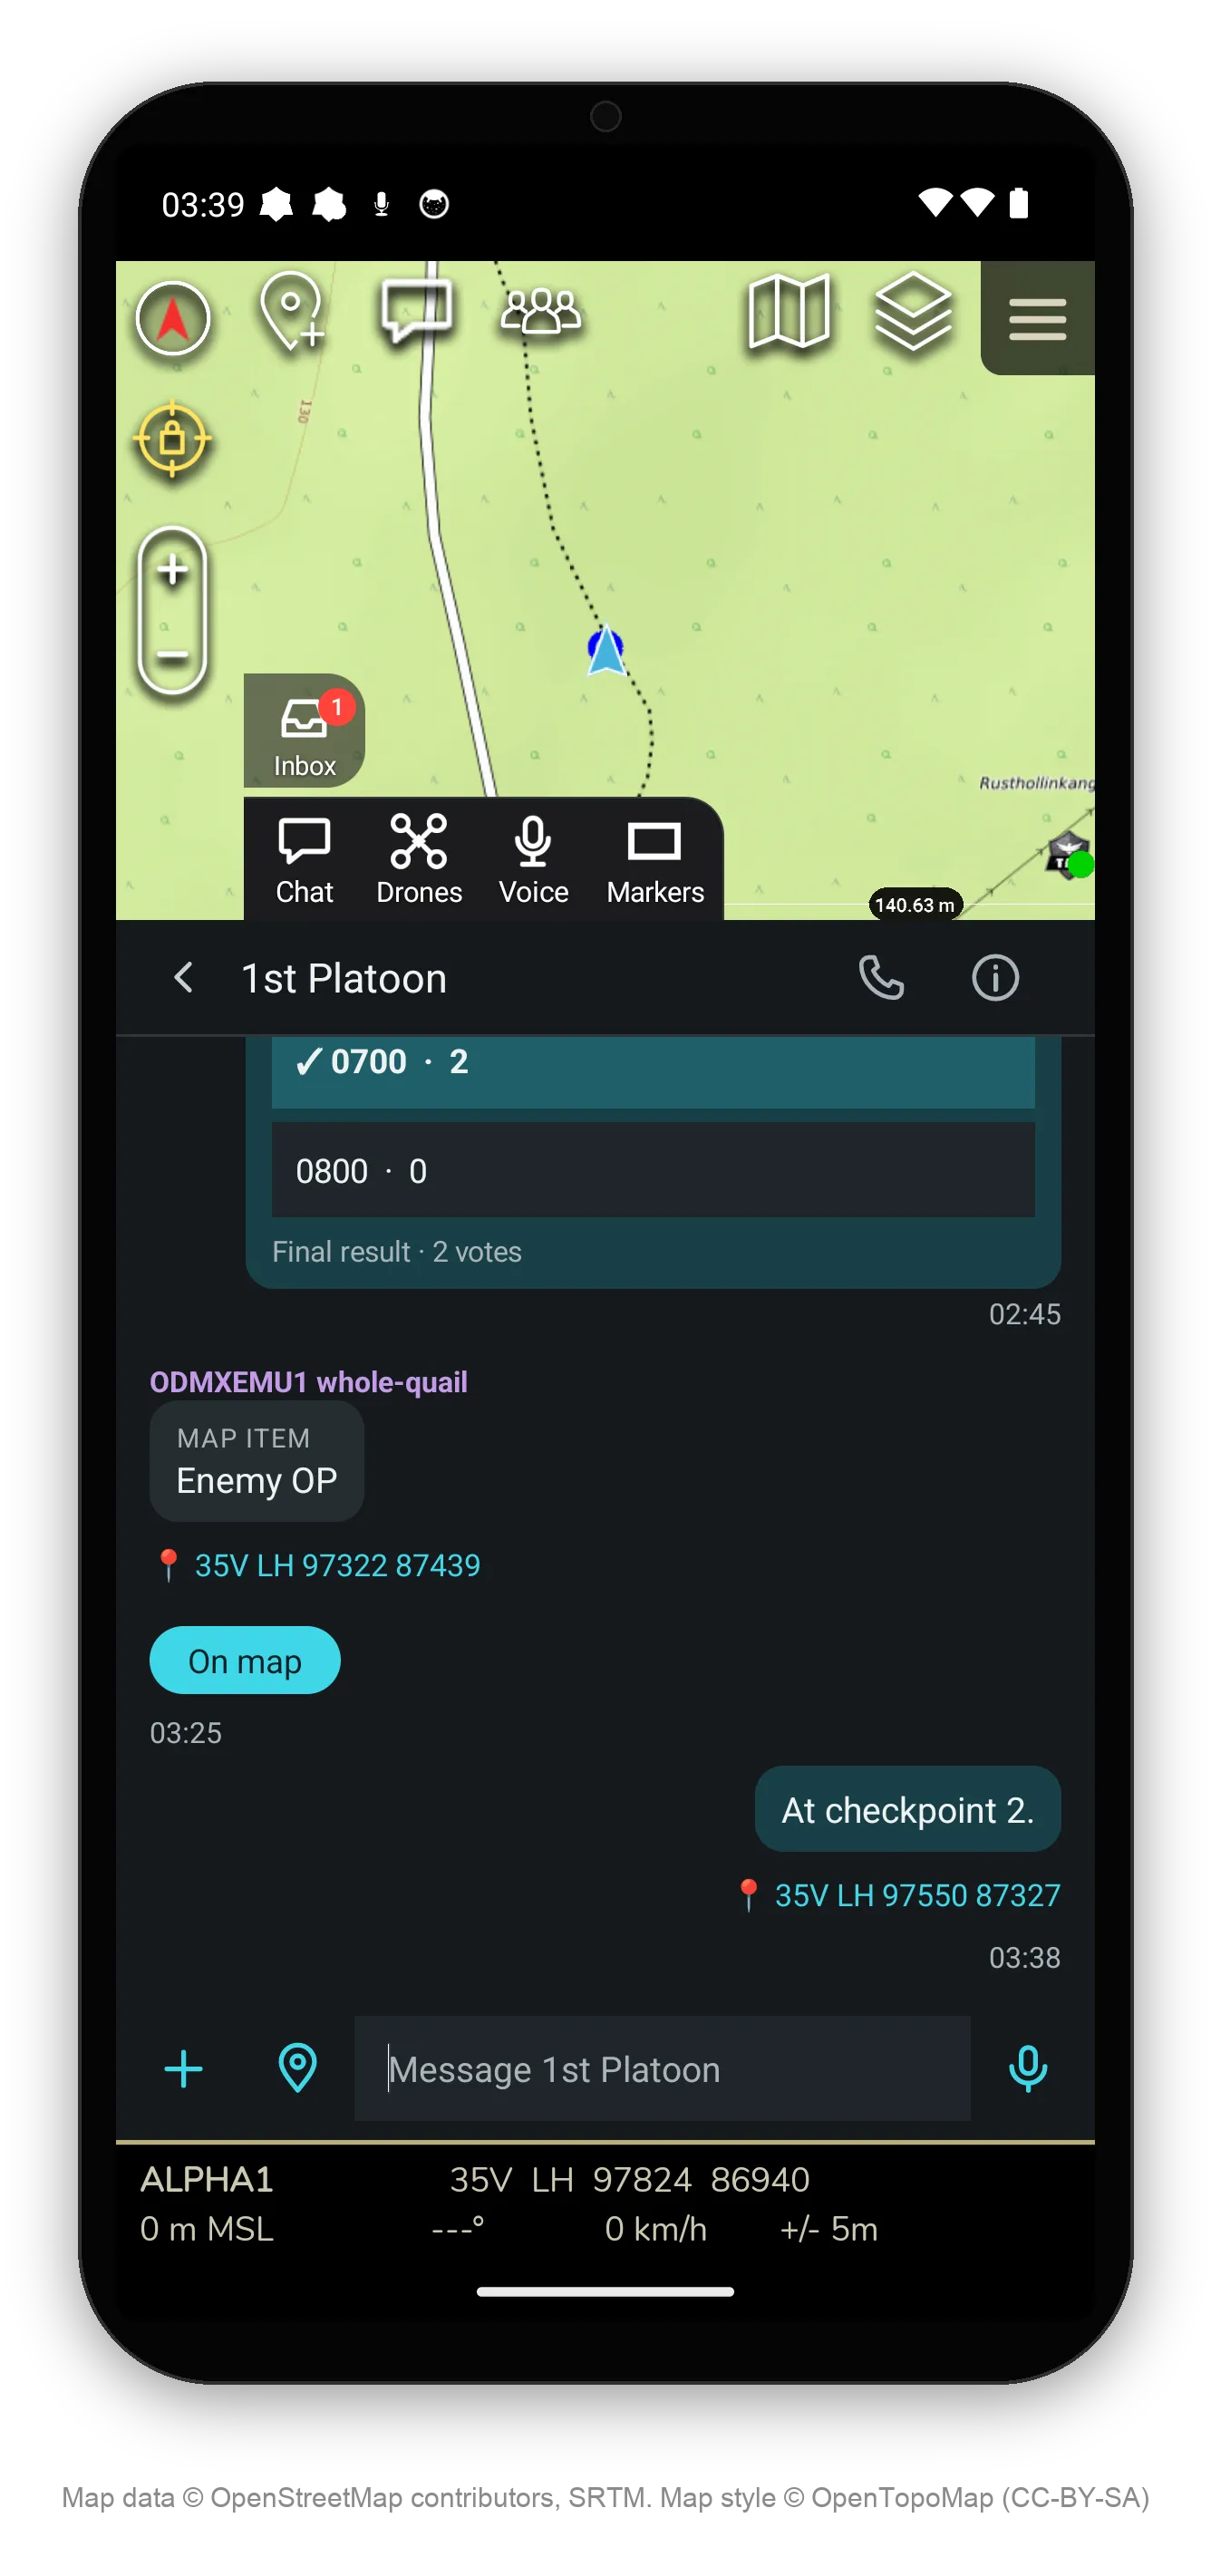 03:39
130
1
Inbox
Chat
Drones
Voice
Markers
Rusthollinkang
140.63 m
1st Platoon
✓0700 · 2
0800 · 0
Final result · 2 votes
02:45
ODMXEMU1 whole-quail
MAP ITEM
Enemy OP
📍 35V LH 97322 87439
On map
03:25
At checkpoint 2.
📍 35V LH 97550 87327
03:38
Message 1st Platoon
ALPHA1 35V LH 97824 86940
0 m MSL ---° 0 km/h +/- 5m
Map data © OpenStreetMap contributors, SRTM. Map style © OpenTopoMap (CC-BY-SA)